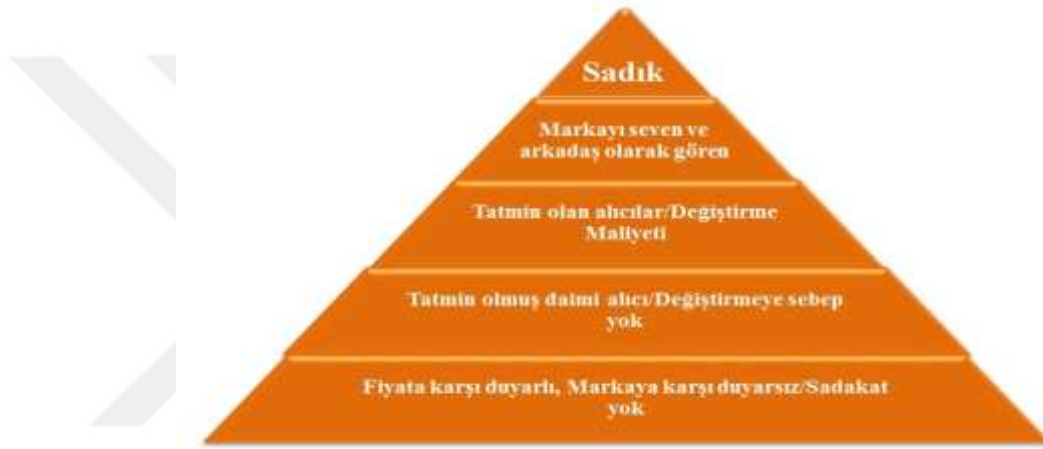 Sadık
Markayı seven ve
arkadaş olarak gören
Tatmin olan alıcılar/Değiştirme
Maliyeti
Tatmin olmuş daimi alıcı/Değiştirmeye sebep
yok
Fiyata karşı duyarlı, Markaya karşı duyarsız/Sadakat
yok